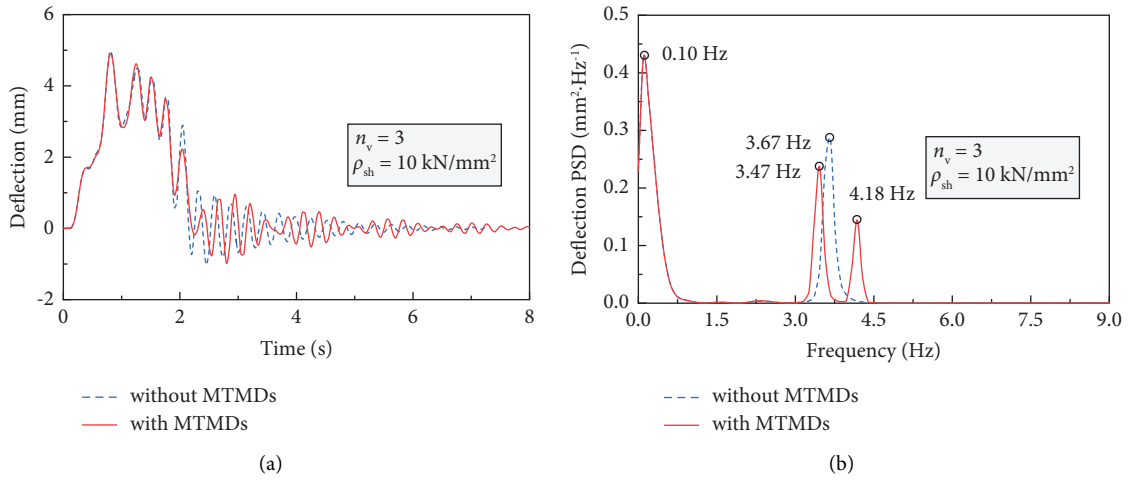 Deflection (mm)
6
4
2
0
-2
0
2
4
6
8
Time (s)
n_v = 3
ρ_sh = 10 kN/mm²
without MTMDs
with MTMDs
(a)
Deflection PSD (mm²·Hz⁻¹)
0.5
0.4
0.3
0.2
0.1
0.0
0.0
1.5
3.0
4.5
6.0
7.5
9.0
Frequency (Hz)
0.10 Hz
3.67 Hz
3.47 Hz
4.18 Hz
n_v = 3
ρ_sh = 10 kN/mm²
without MTMDs
with MTMDs
(b)